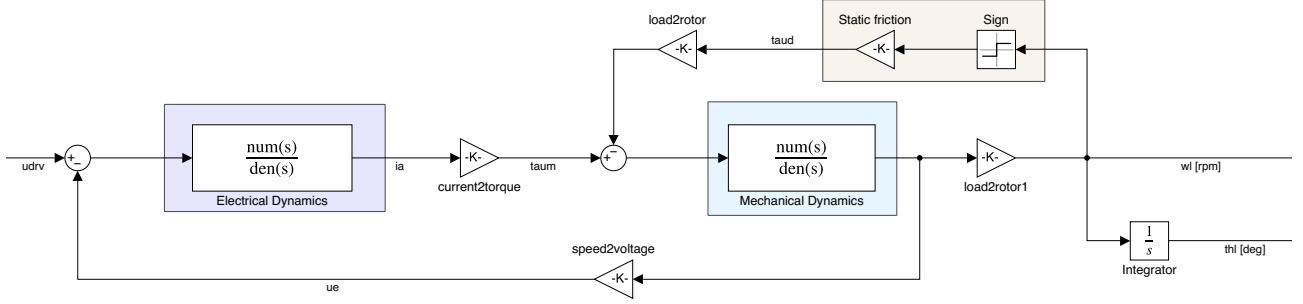 load2rotor
Static friction
Sign
-K-
taud
-K-
udrv
+
−
num(s)
den(s)
Electrical Dynamics
ia
-K-
current2torque
taum
+
−
num(s)
den(s)
Mechanical Dynamics
-K-
load2rotor1
wl [rpm]
speed2voltage
-K-
ue
1
s
Integrator
thl [deg]